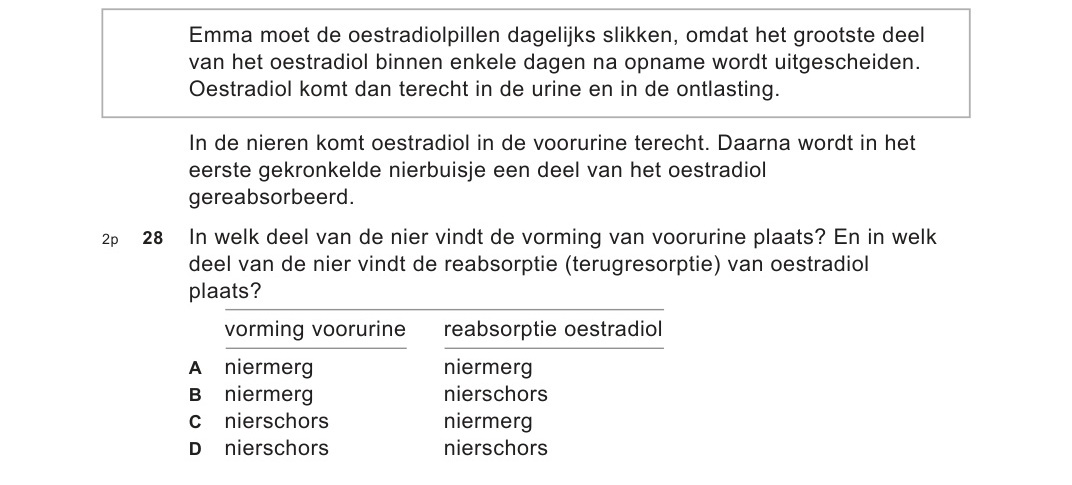 Emma moet de oestradiolpillen dagelijks slikken, omdat het grootste deel
van het oestradiol binnen enkele dagen na opname wordt uitgescheiden.
Oestradiol komt dan terecht in de urine en in de ontlasting.
In de nieren komt oestradiol in de voorurine terecht. Daarna wordt in het
eerste gekronkelde nierbuisje een deel van het oestradiol
gereabsorbeerd.
2p 28 In welk deel van de nier vindt de vorming van voorurine plaats? En in welk
deel van de nier vindt de reabsorptie (terugresorptie) van oestradiol
plaats?
vorming voorurine reabsorptie oestradiol
A niermerg niermerg
B niermerg nierschors
C nierschors niermerg
D nierschors nierschors